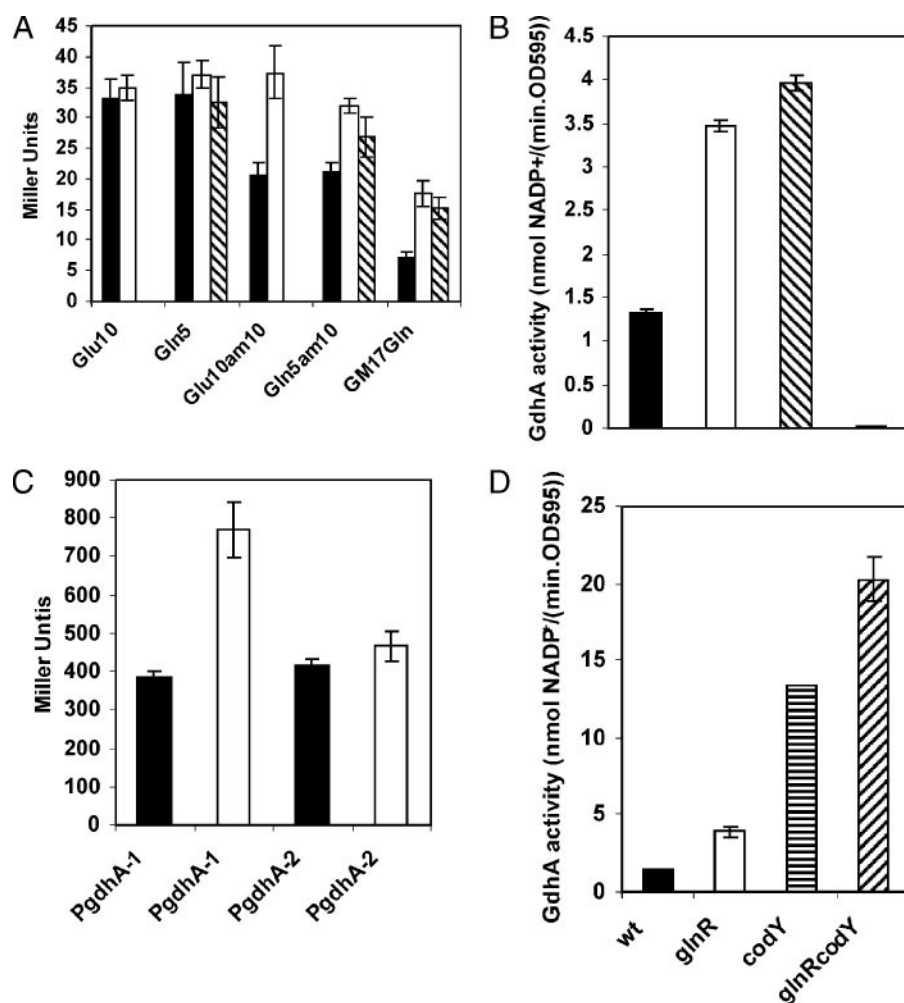 A
45
40
35
30
25
20
15
10
5
0
Miller Units
Glu10
Gln5
Glu10am10
Gln5am10
GM17Gln
B
4.5
4
3.5
3
2.5
2
1.5
1
0.5
0
GdhA activity (nmol NADP+/(min.OD595))
C
900
800
700
600
500
400
300
200
100
0
Miller Untis
PgdhA-1
PgdhA-1
PgdhA-2
PgdhA-2
D
25
20
15
10
5
0
GdhA activity (nmol NADP+/(min.OD595))
wt
glnR
codY
glnRcodY